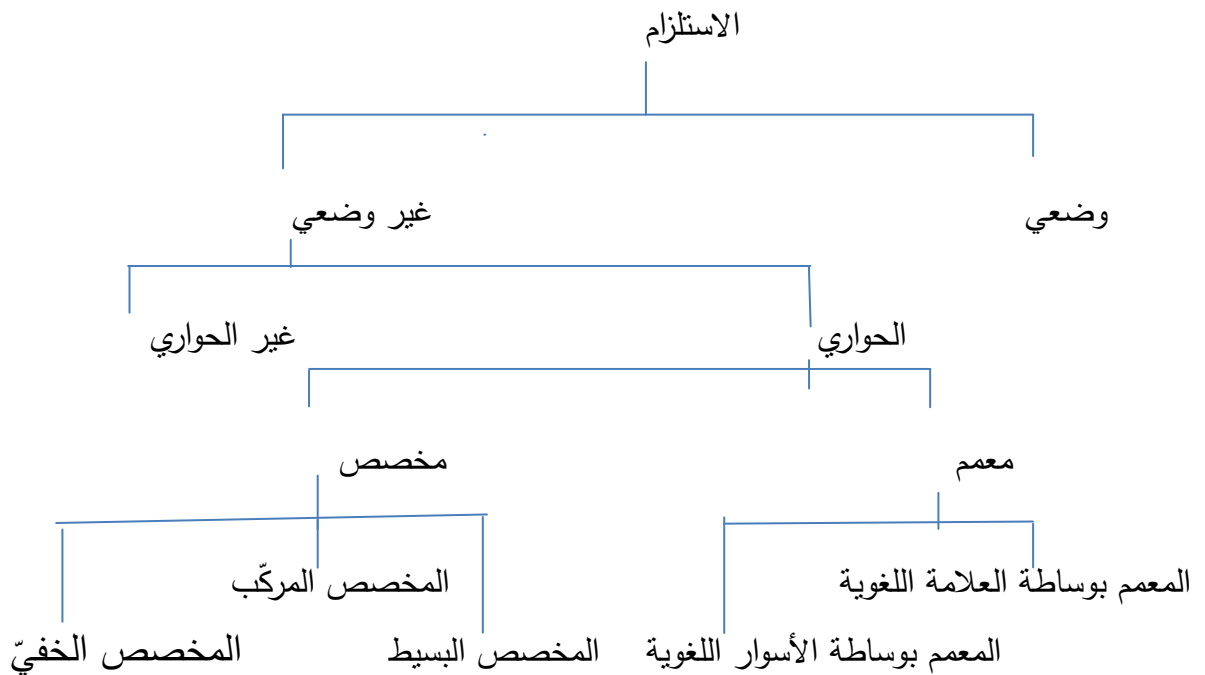 الاستلزام
وضعي غير وضعي
الحواري غير الحواري
معمم مخصص
المعمم بوساطة العلامة اللغوية المخصص المركّب
المعمم بوساطة الأسوار اللغوية المخصص البسيط المخصص الخفيّ